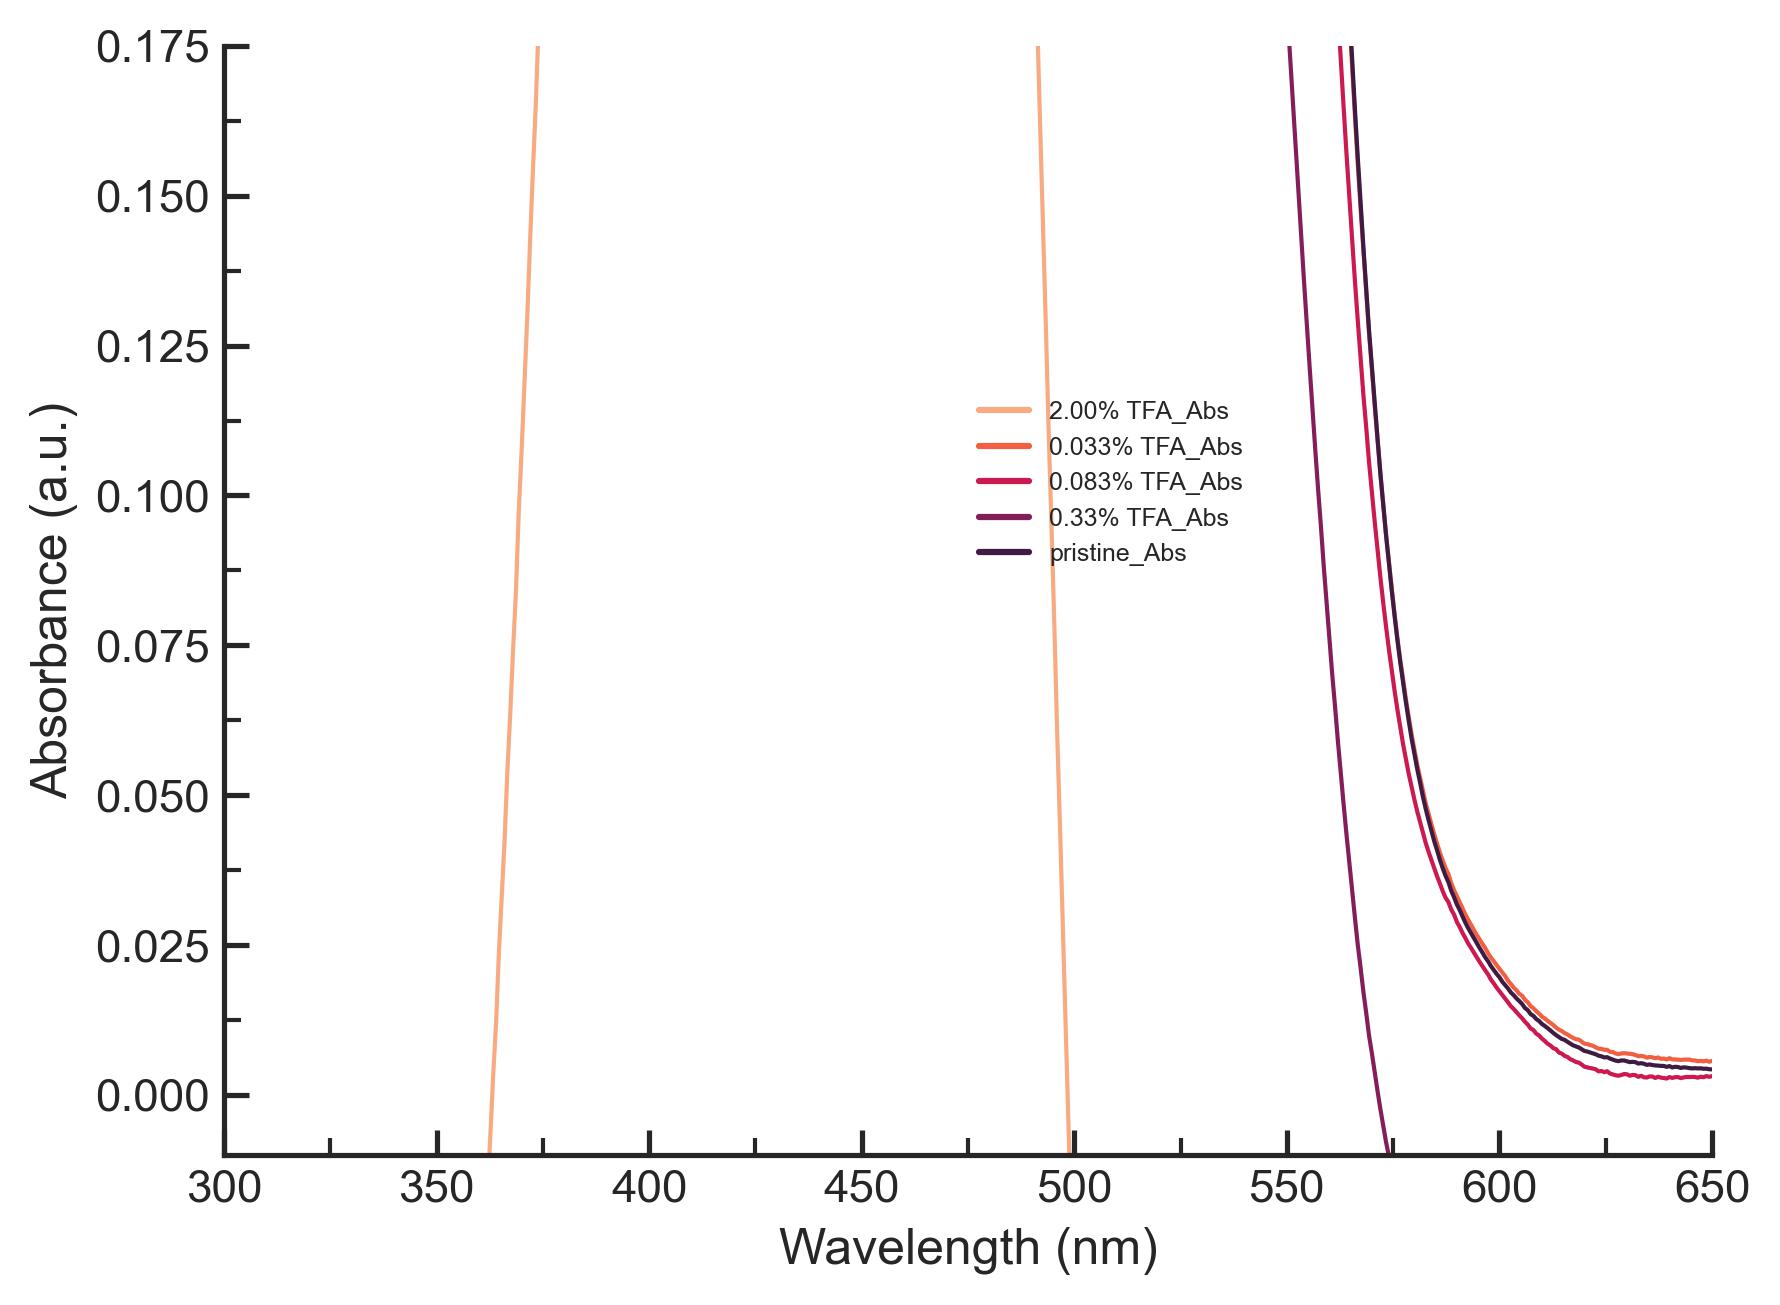 0.175
0.150
0.125
0.100
0.075
0.050
0.025
0.000
Absorbance (a.u.)
2.00% TFA_Abs
0.033% TFA_Abs
0.083% TFA_Abs
0.33% TFA_Abs
pristine_Abs
300 350 400 450 500 550 600 650
Wavelength (nm)